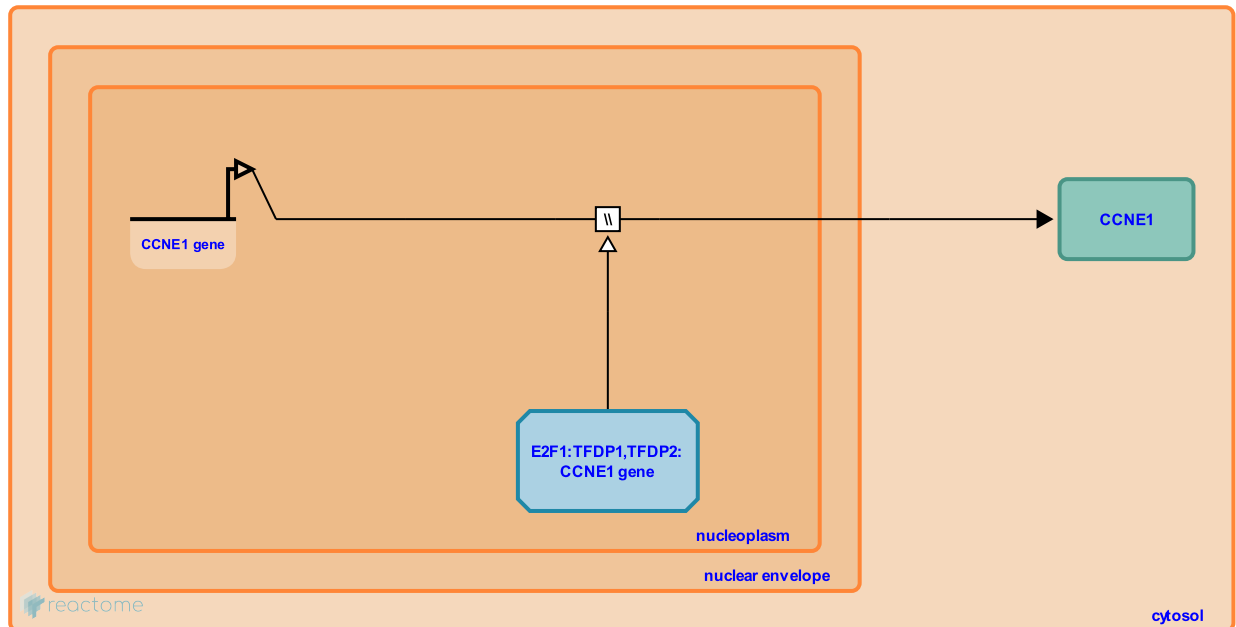 CCNE1 gene
\\
CCNE1
E2F1:TFDP1,TFDP2:
CCNE1 gene
nucleoplasm
nuclear envelope
reactome
cytosol